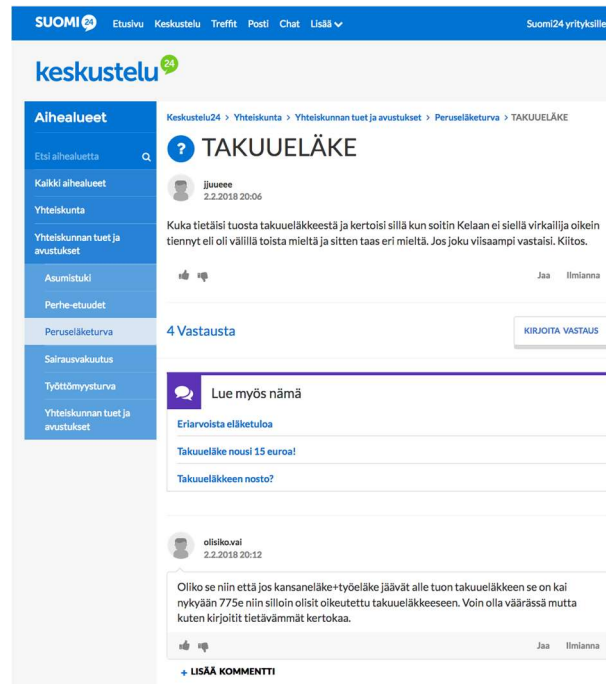 SUOMI 24 Etusivu Keskustelu Treffit Posti Chat Lisää Suomi24 yrityksille
keskustelu 24
Aihealueet
Etsi aihealuetta
Kaikki aihealueet
Yhteiskunta
Yhteiskunnan tuet ja
avustukset
Asumistuki
Perhe-etuudet
Peruseläketurva
Sairausvakuutus
Työttömyysturva
Yhteiskunnan tuet ja
avustukset
Keskustelu24 > Yhteiskunta > Yhteiskunnan tuet ja avustukset > Peruseläketurva > TAKUUELÄKE
? TAKUUELÄKE
jjuueee
2.2.2018 20:06
Kuka tietäisi tuosta takuueläkkeestä ja kertoisi sillä kun soitin Kelaan ei siellä virkailija oikein
tiennyt eli oli välillä toista mieltä ja sitten taas eri mieltä. Jos joku viisaampi vastaisi. Kiitos.
Jaa Ilmianna
4 Vastausta
KIRJOITA VASTAUS
Lue myös nämä
Eriarvoista eläketuloa
Takuueläke nousi 15 euroa!
Takuueläkkeen nosto?
olisiko.vai
2.2.2018 20:12
Oliko se niin että jos kansaneläke+työeläke jäävät alle tuon takuueläkkeen se on kai
nykyään 775e niin silloin olisit oikeutettu takuueläkkeeseen. Voin olla väärässä mutta
kuten kirjoitit tietävämmät kertokaa.
Jaa Ilmianna
+ LISÄÄ KOMMENTTI